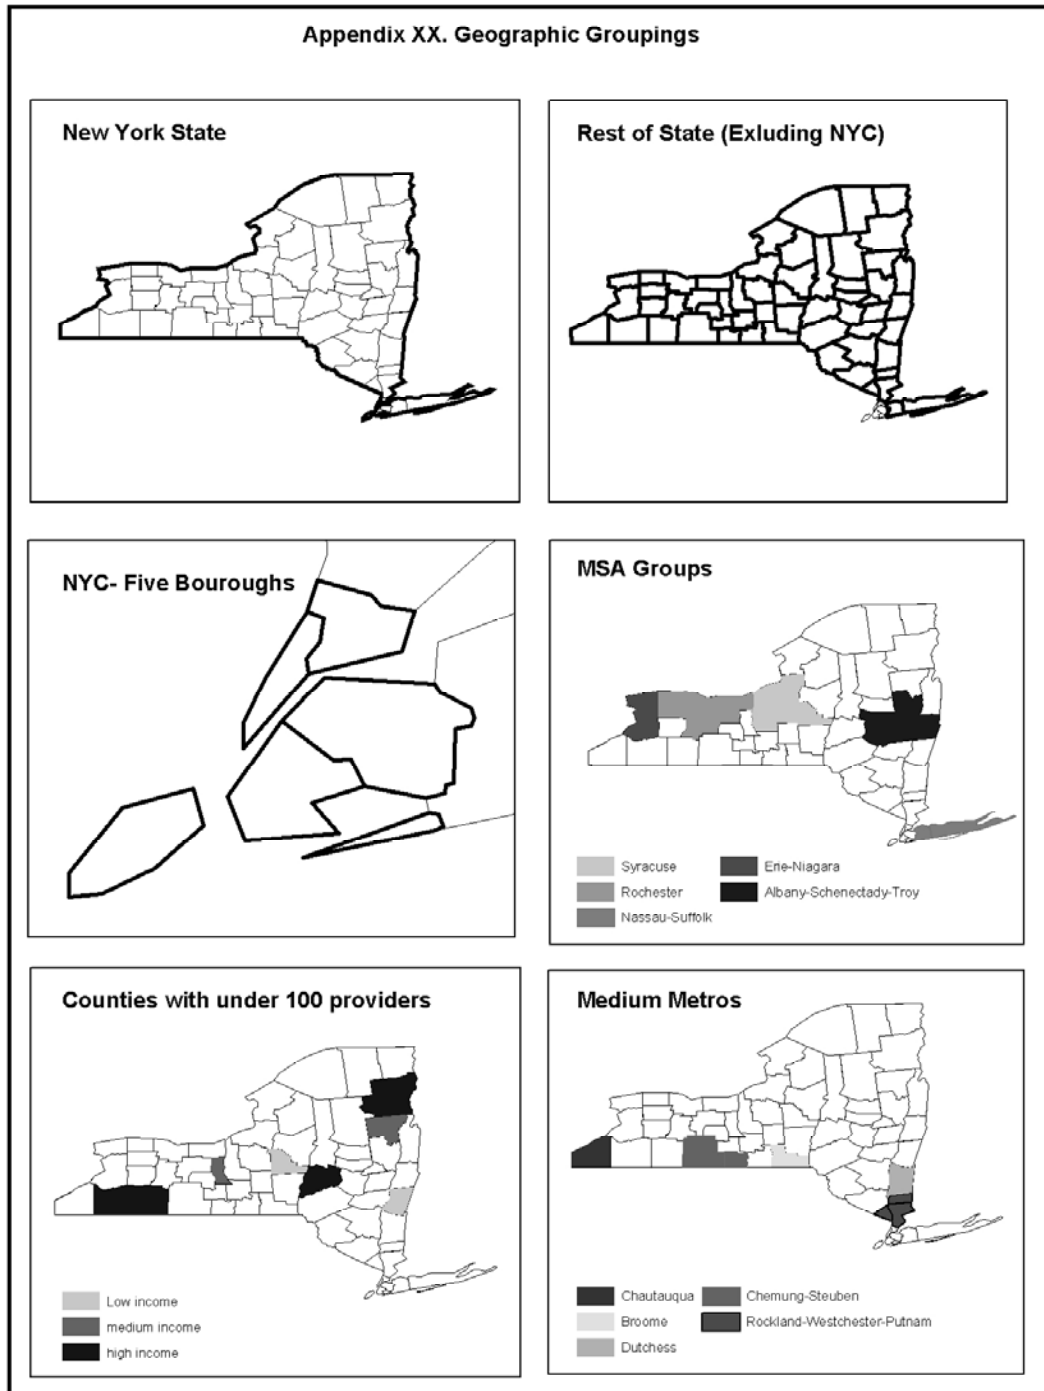 Appendix XX. Geographic Groupings
New York State
Rest of State (Exluding NYC)
NYC- Five Bouroughs
MSA Groups
Syracuse
Rochester
Nassau-Suffolk
Erie-Niagara
Albany-Schenectady-Troy
Counties with under 100 providers
Low income
medium income
high income
Medium Metros
Chautauqua
Broome
Dutchess
Chemung-Steuben
Rockland-Westchester-Putnam